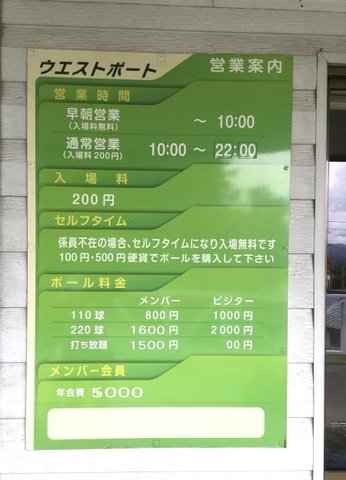 ウエストポート 営業案内
営業時間
早朝営業 ～ 10:00
(入場料無料)
通常営業 10:00 ～ 22:00
(入場料200円)
入場料
200円
セルフタイム
係員不在の場合、セルフタイムになり入場無料です
100円・500円硬貨でボールを購入して下さい
ボール料金
メンバー ビジター
110球 800円 1000円
220球 1600円 2000円
打ち放題 1500円 00円
メンバー会員
年会費 5000